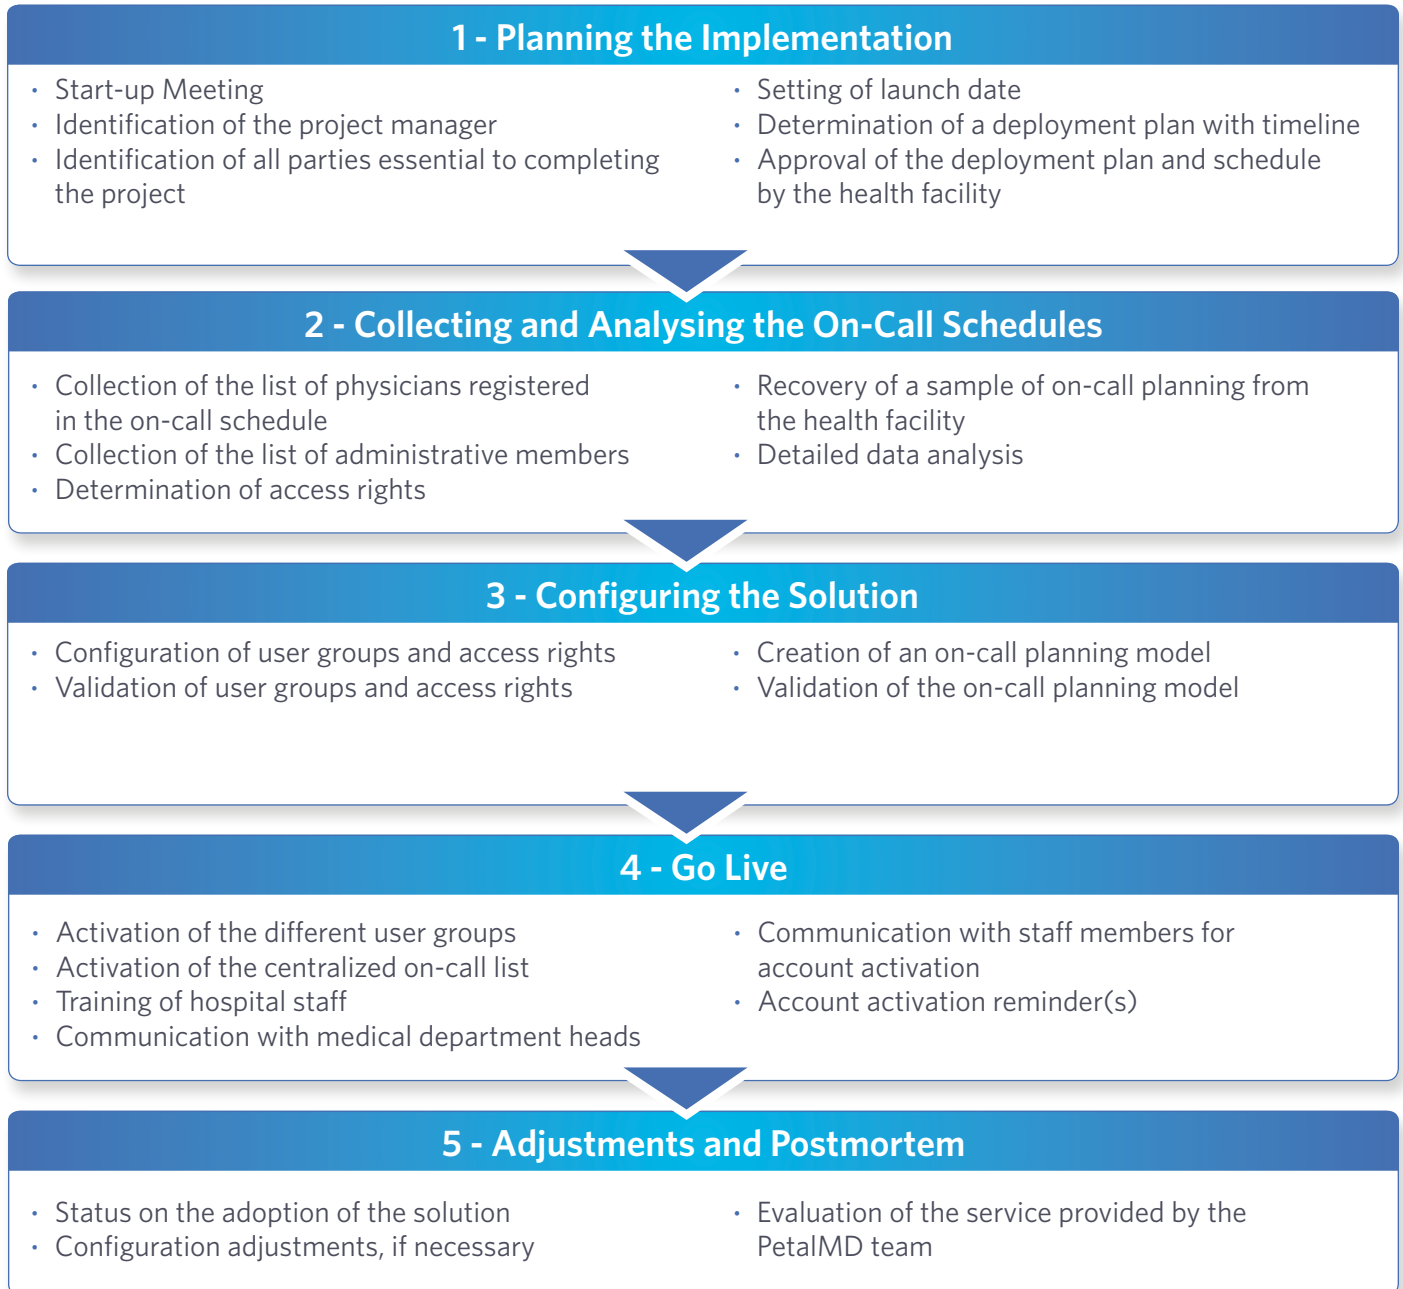 1 - Planning the Implementation
· Start-up Meeting
· Identification of the project manager
· Identification of all parties essential to completing
the project
· Setting of launch date
· Determination of a deployment plan with timeline
· Approval of the deployment plan and schedule
by the health facility
2 - Collecting and Analysing the On-Call Schedules
· Collection of the list of physicians registered
in the on-call schedule
· Collection of the list of administrative members
· Determination of access rights
· Recovery of a sample of on-call planning from
the health facility
· Detailed data analysis
3 - Configuring the Solution
· Configuration of user groups and access rights
· Validation of user groups and access rights
· Creation of an on-call planning model
· Validation of the on-call planning model
4 - Go Live
· Activation of the different user groups
· Activation of the centralized on-call list
· Training of hospital staff
· Communication with medical department heads
· Communication with staff members for
account activation
· Account activation reminder(s)
5 - Adjustments and Postmortem
· Status on the adoption of the solution
· Configuration adjustments, if necessary
· Evaluation of the service provided by the
PetalMD team